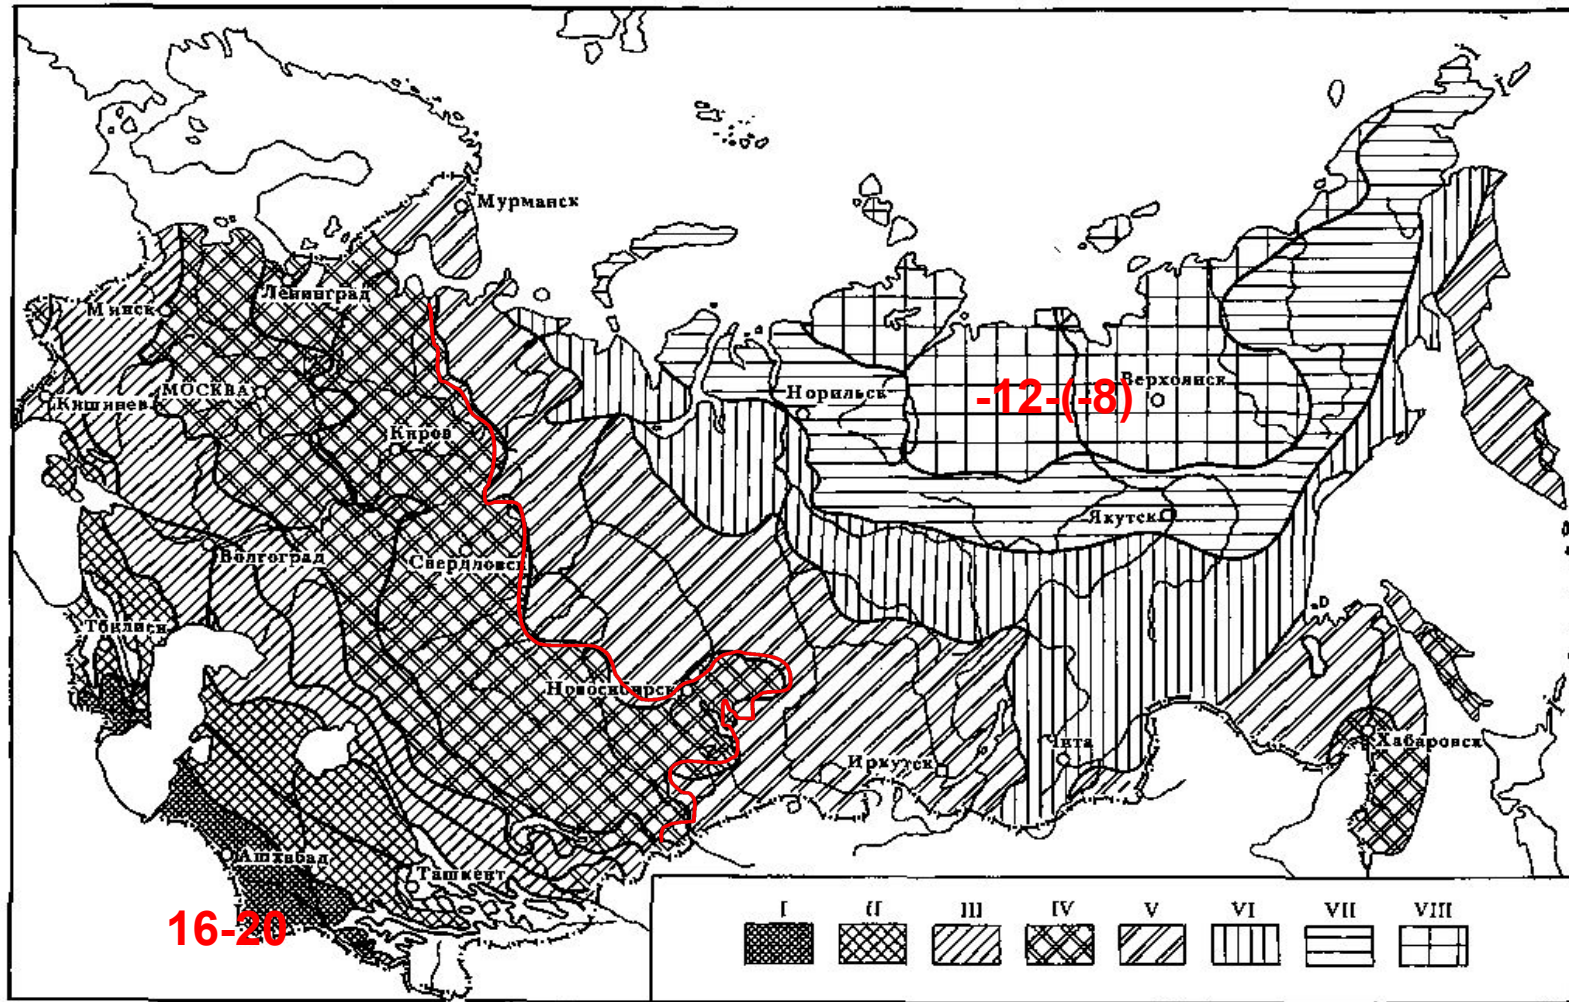 Мурманск
Ленинград
Минск
МОСКВА
Кишинев
Киров
Норильск
-12-(-8)
Верхоянск
Якутск
Волгоград
Свердловск
Тбилиси
Новосибирск
Иркутск
Чита
Хабаровск
Ашхабад
Ташкент
16-20
I II III IV V VI VII VIII